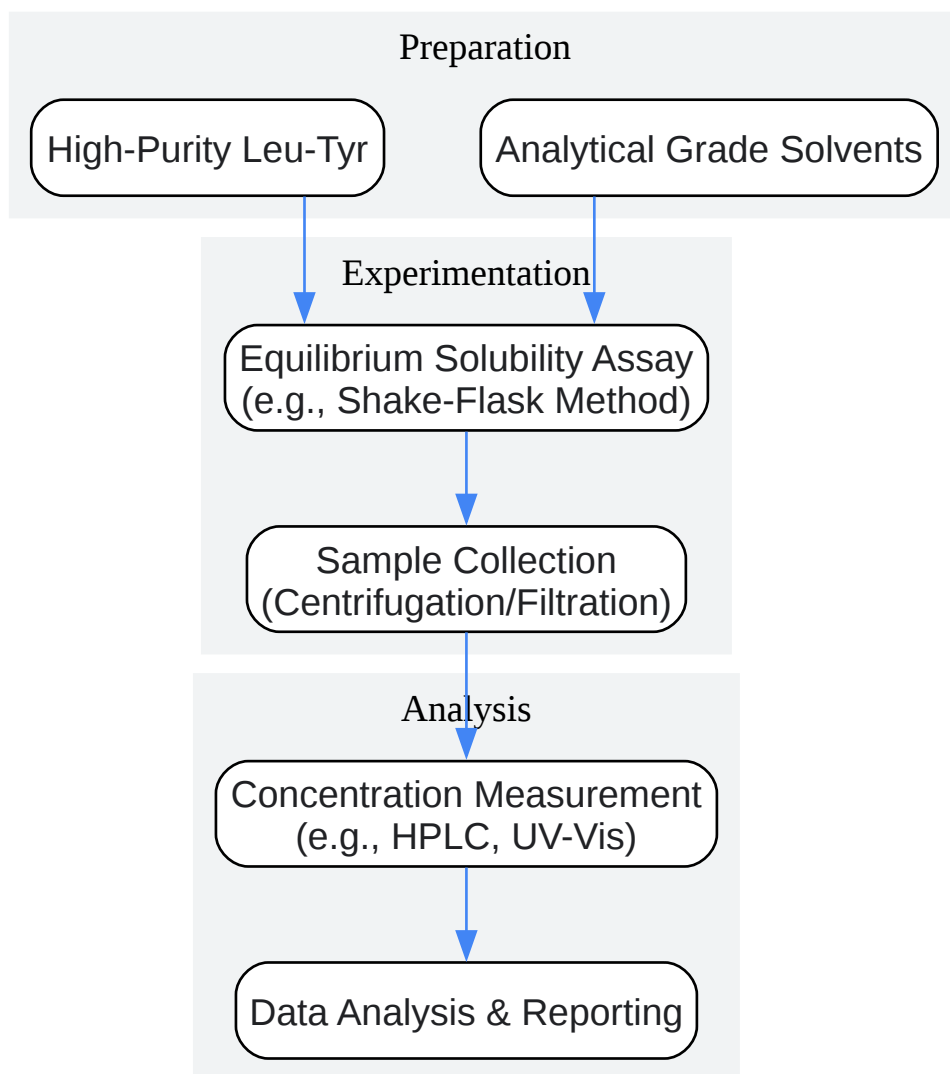 Preparation
High-Purity Leu-Tyr
Analytical Grade Solvents
Experimentation
Equilibrium Solubility Assay
(e.g., Shake-Flask Method)
Sample Collection
(Centrifugation/Filtration)
Analysis
Concentration Measurement
(e.g., HPLC, UV-Vis)
Data Analysis & Reporting